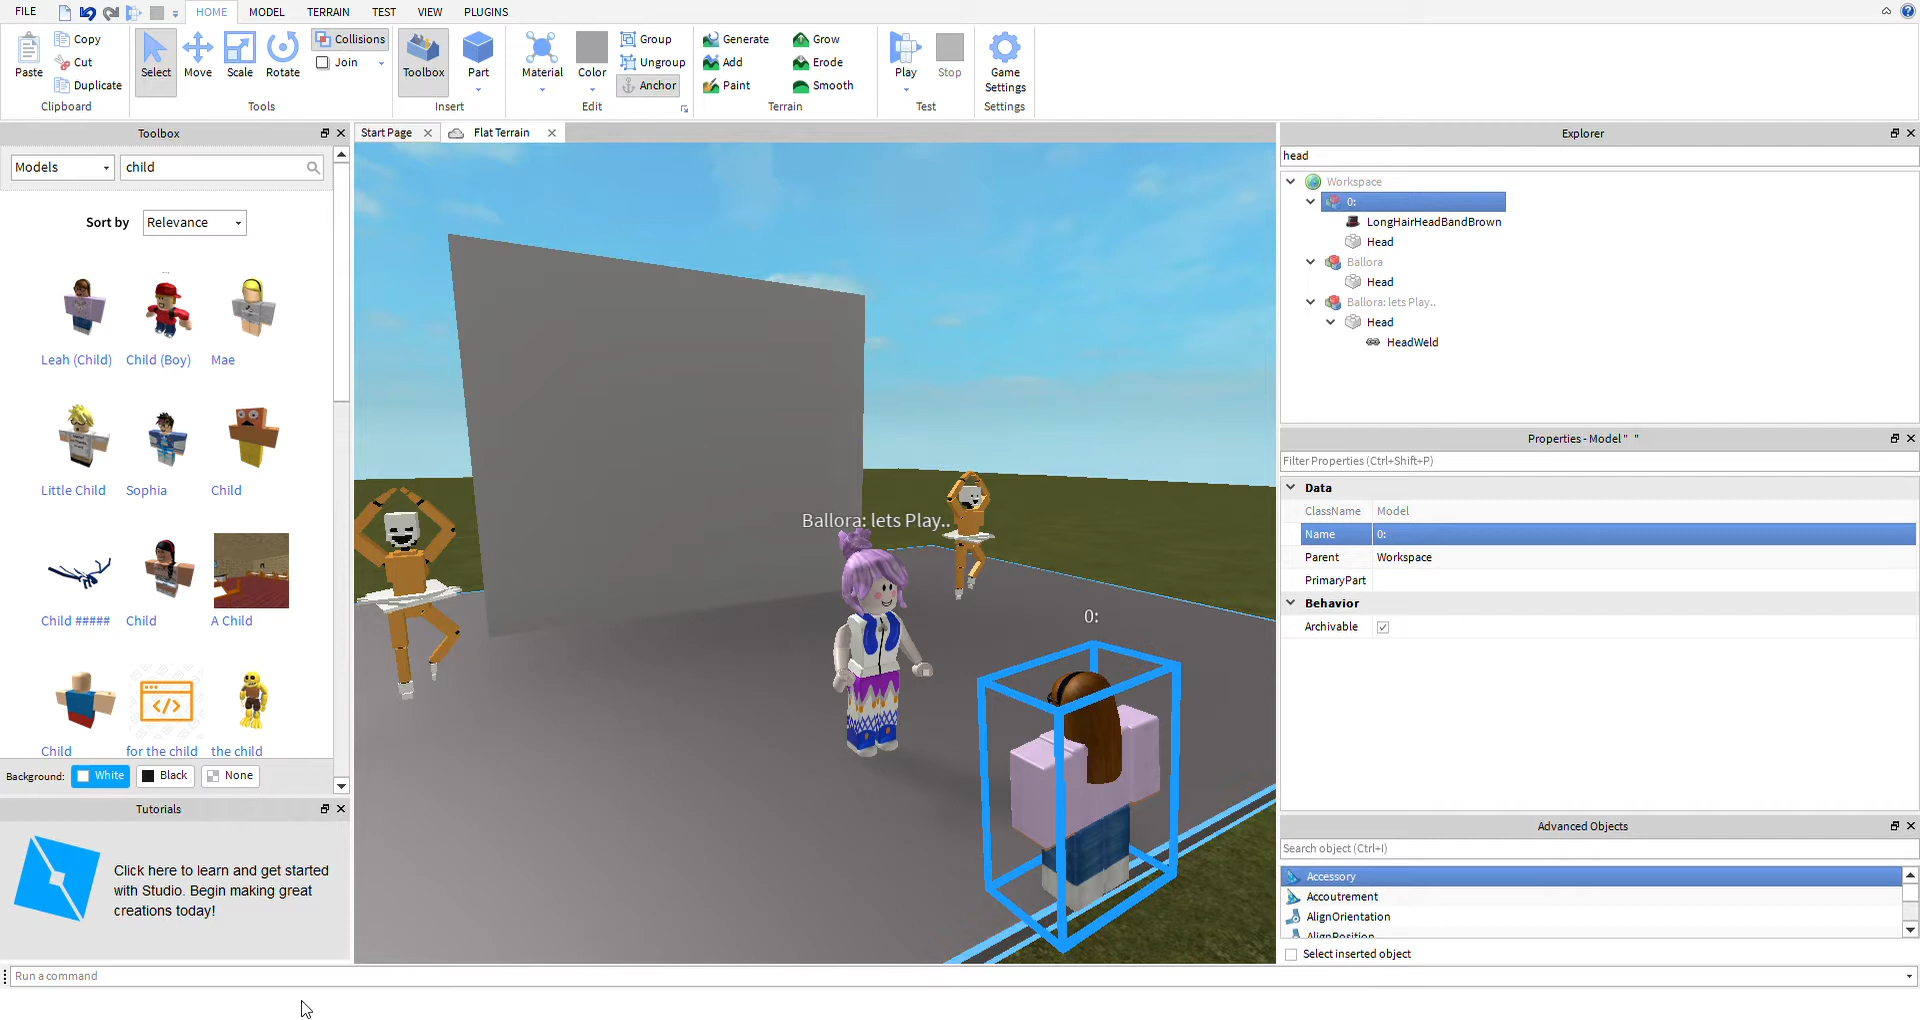 FILE
HOME
MODEL
TERRAIN
TEST
VIEW
PLUGINS
Paste
Copy
Cut
Duplicate
Clipboard
Select
Move
Scale
Rotate
Collisions
Join
Tools
Toolbox
Part
Insert
Material
Color
Group
Ungroup
Anchor
Edit
Generate
Add
Paint
Grow
Erode
Smooth
Terrain
Play
Stop
Test
Game
Settings
Settings
Toolbox
Models
child
Sort by
Relevance
Leah (Child)
Child (Boy)
Mae
Little Child
Sophia
Child
Child #####
Child
A Child
Child
for the child
the child
Background:
White
Black
None
Tutorials
Click here to learn and get started
with Studio. Begin making great
creations today!
Run a command
Start Page
Flat Terrain
Ballora: lets Play..
0:
Explorer
head
Workspace
0:
LongHairHeadBandBrown
Head
Ballora
Head
Ballora: lets Play..
Head
HeadWeld
Properties - Model " "
Filter Properties (Ctrl+Shift+P)
Data
ClassName
Model
Name
0:
Parent
Workspace
PrimaryPart
Behavior
Archivable
Advanced Objects
Search object (Ctrl+I)
Accessory
Accoutrement
AlignOrientation
AlignPosition
Select inserted object